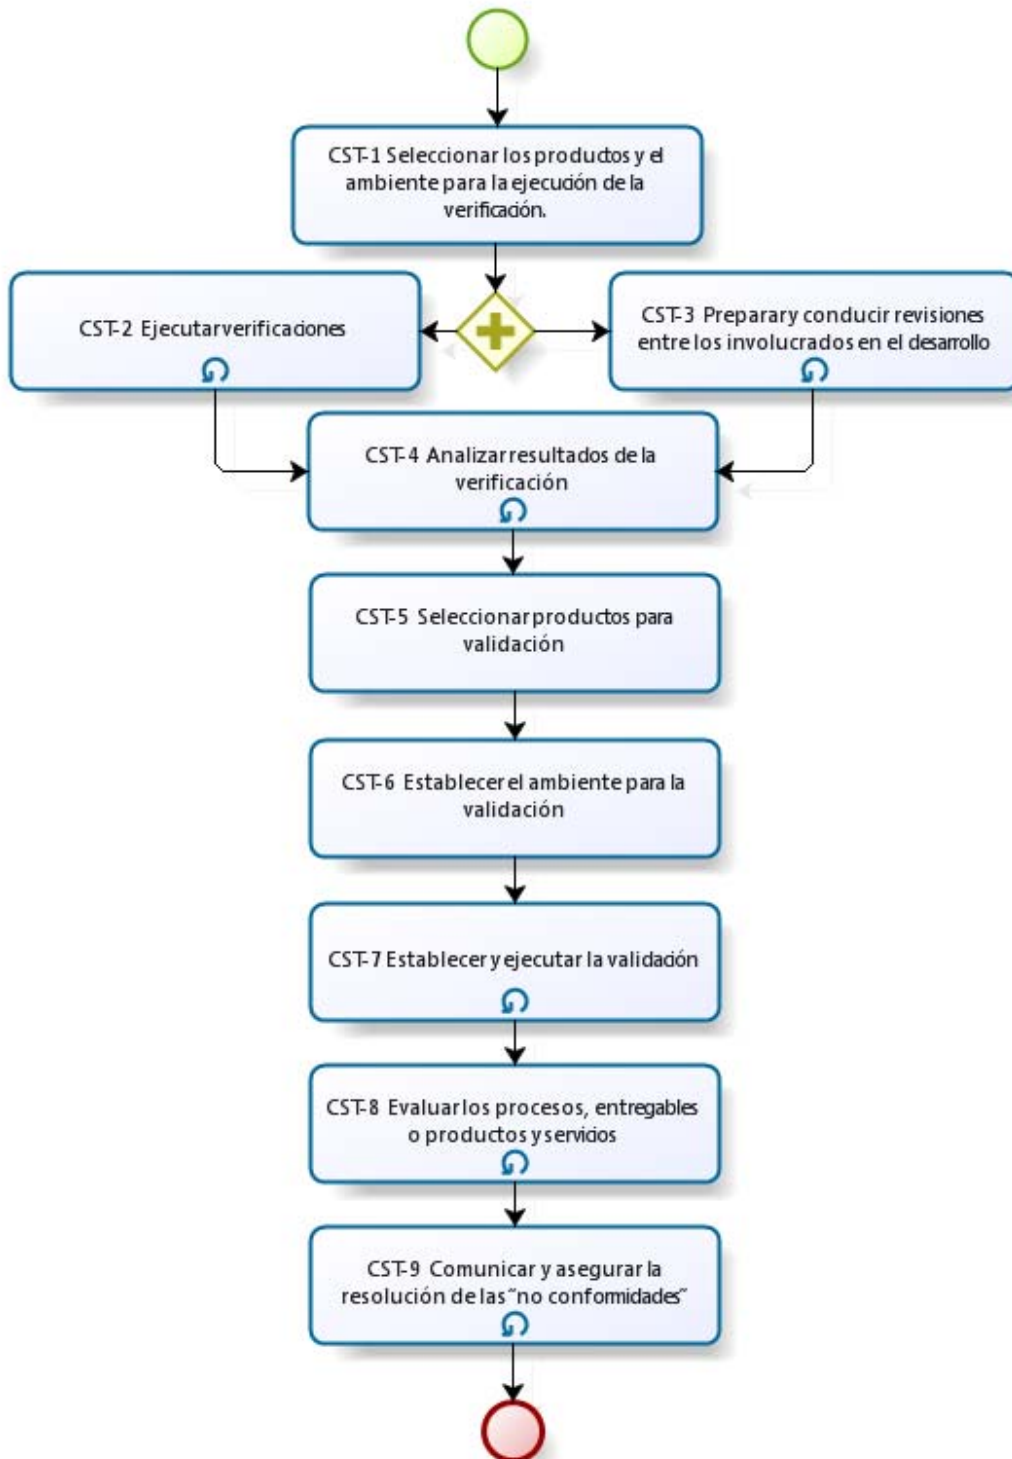 CST-1 Seleccionar los productos y el
ambiente para la ejecución de la
verificación.
CST-2 Ejecutar verificaciones
CST-3 Preparar y conducir revisiones
entre los involucrados en el desarrollo
CST-4 Analizar resultados de la
verificación
CST-5 Seleccionar productos para
validación
CST-6 Establecer el ambiente para la
validación
CST-7 Establecer y ejecutar la validación
CST-8 Evaluar los procesos, entregables
o productos y servicios
CST-9 Comunicar y asegurar la
resolución de las “no conformidades”